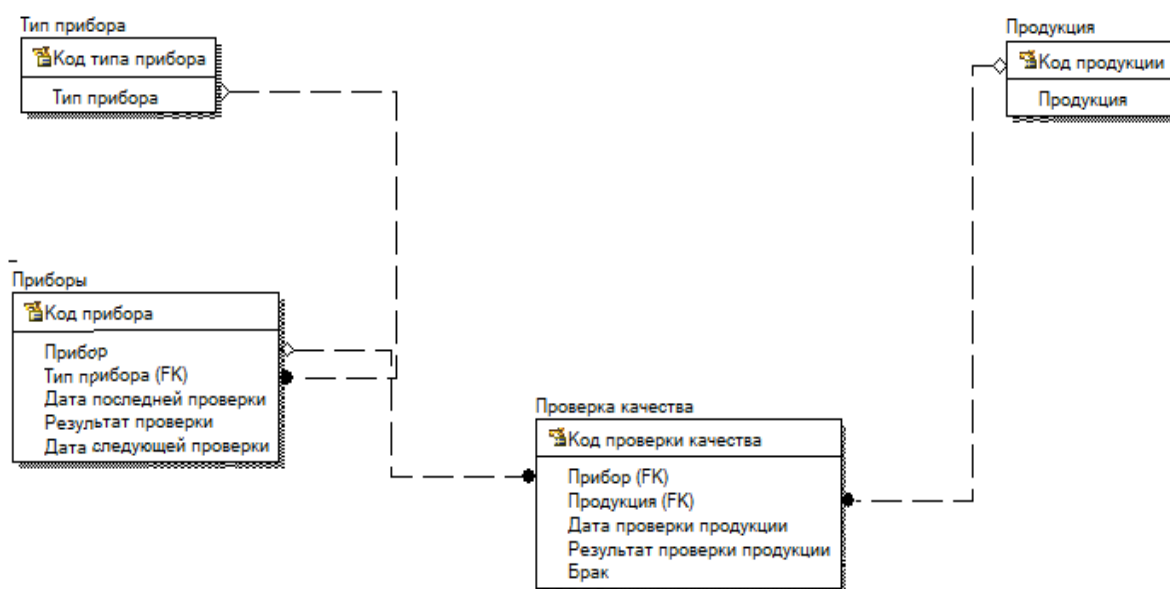 Тип прибора
Код типа прибора
Тип прибора
Продукция
Код продукции
Продукция
Приборы
Код прибора
Прибор
Тип прибора (FK)
Дата последней проверки
Результат проверки
Дата следующей проверки
Проверка качества
Код проверки качества
Прибор (FK)
Продукция (FK)
Дата проверки продукции
Результат проверки продукции
Брак